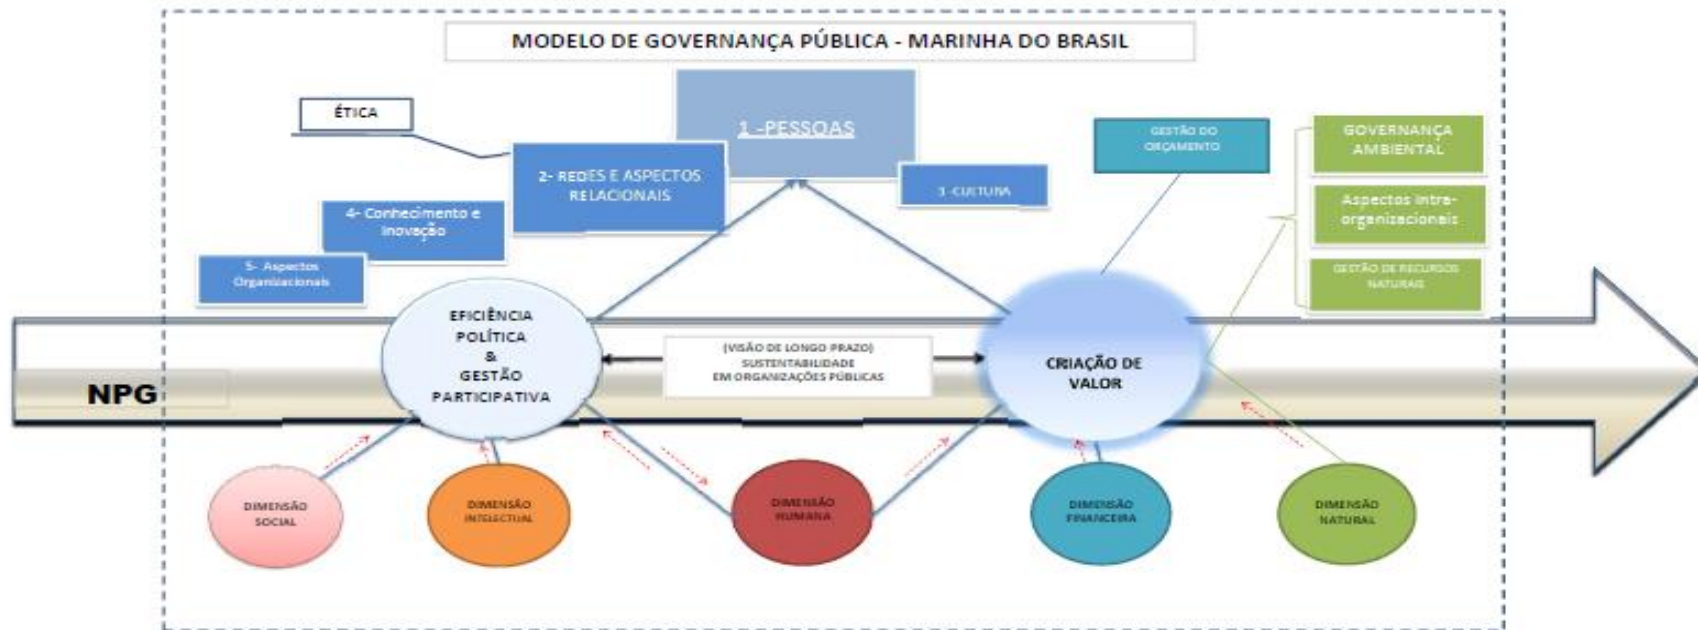 MODELO DE GOVERNANÇA PÚBLICA - MARINHA DO BRASIL
ÉTICA
1 -PESSOAS
2- REDES E ASPECTOS
RELACIONAIS
3 -CULTURA
4- Conhecimento e
Inovação
5- Aspectos
Organizacionais
GESTÃO DO
ORÇAMENTO
GOVERNANÇA
AMBIENTAL
Aspectos Intra-
organizacionais
GESTÃO DE RECURSOS
NATURAIS
EFICIÊNCIA
POLÍTICA
&
GESTÃO
PARTICIPATIVA
(VISÃO DE LONGO PRAZO)
SUSTENTABILIDADE
EM ORGANIZAÇÕES PÚBLICAS
CRIAÇÃO DE
VALOR
NPG
DIMENSÃO
SOCIAL
DIMENSÃO
INTELECTUAL
DIMENSÃO
HUMANA
DIMENSÃO
FINANCEIRA
DIMENSÃO
NATURAL